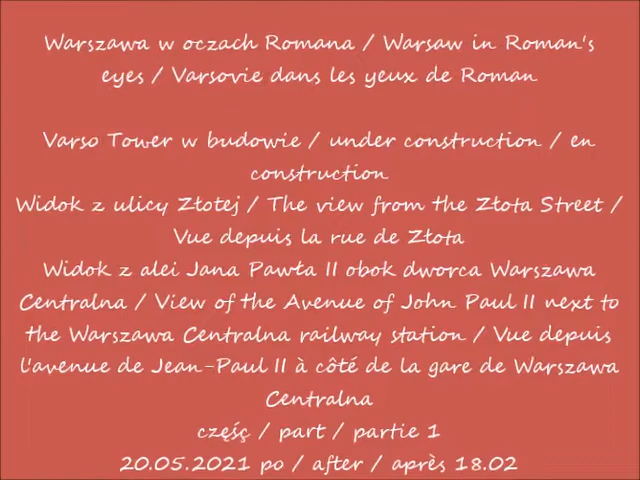 Warszawa w oczach Romana / Warsaw in Roman's
eyes / Varsovie dans les yeux de Roman
Varso Tower w budowie / under construction / en
construction
Widok z ulicy Złotej / The view from the Złota Street /
Vue depuis la rue de Złota
Widok z alei Jana Pawła II obok dworca Warszawa
Centralna / View of the Avenue of John Paul II next to
the Warszawa Centralna railway station / Vue depuis
l'avenue de Jean-Paul II à côté de la gare de Warszawa
Centralna
część / part / partie 1
20.05.2021 po / after / après 18.02